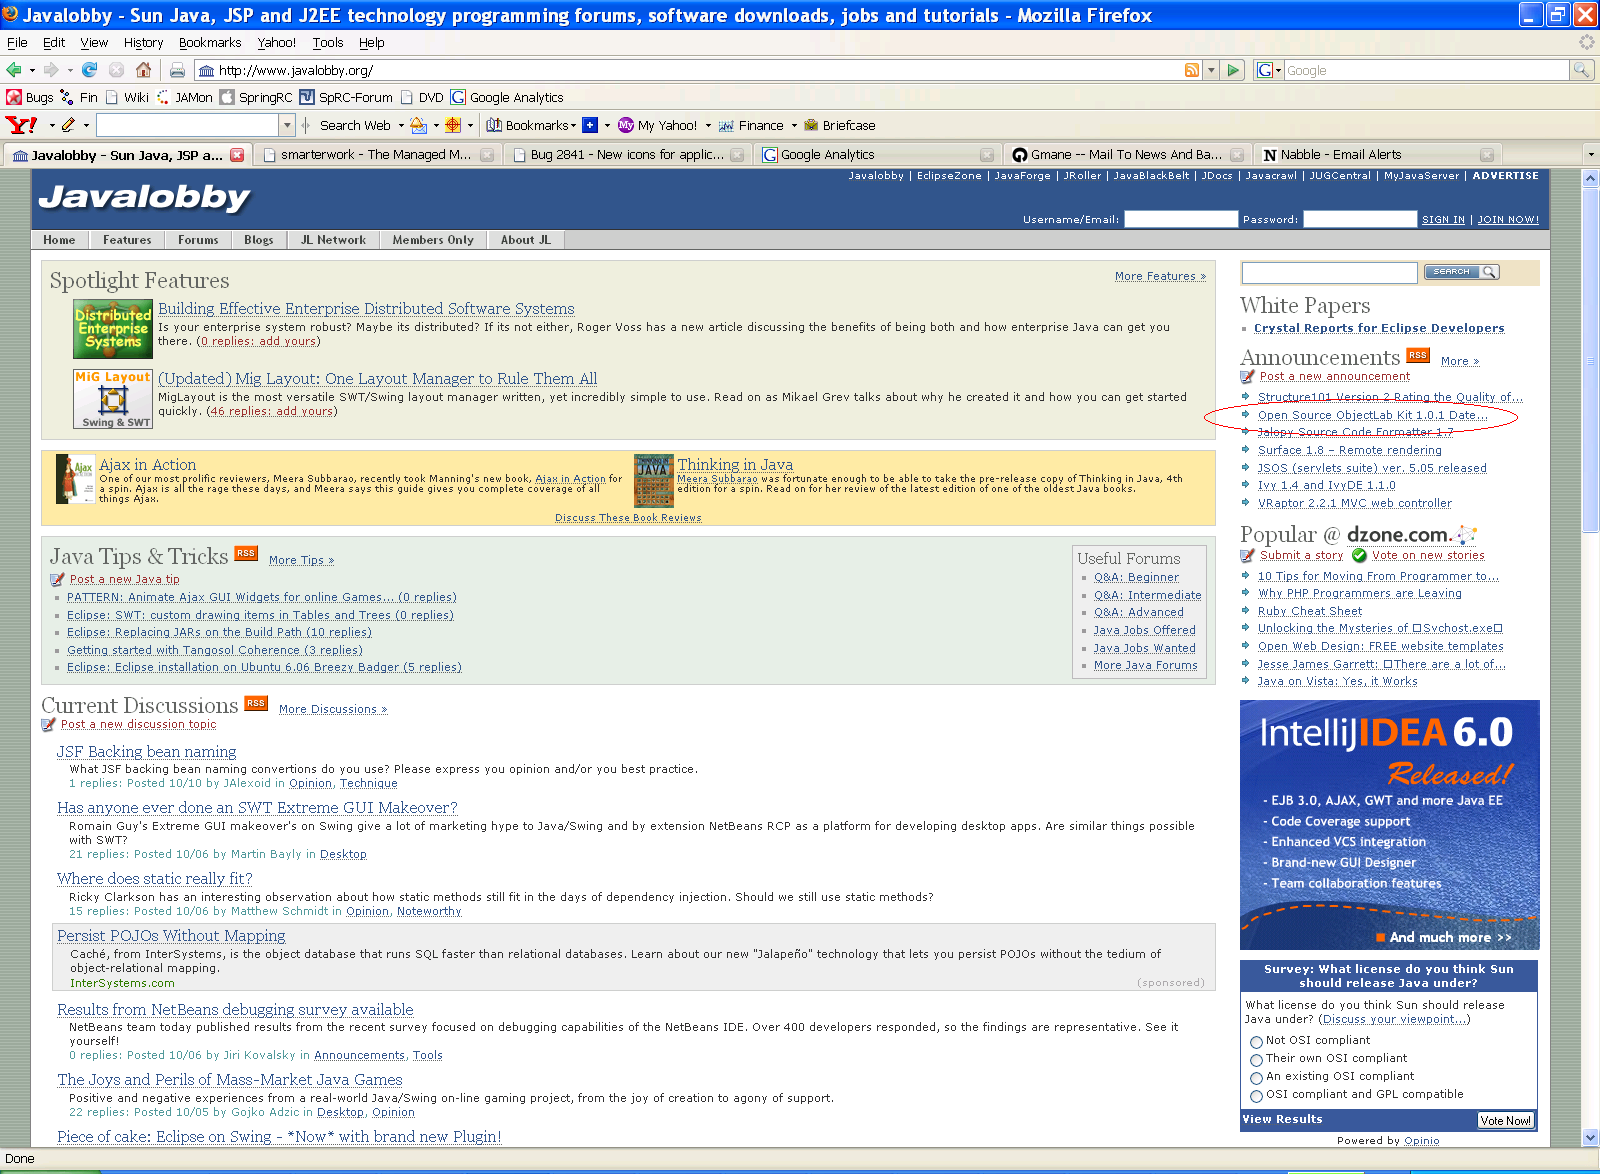 Javalobby - Sun Java, JSP and J2EE technology programming forums, software downloads, jobs and tutorials - Mozilla Firefox
File Edit View History Bookmarks Yahoo! Tools Help
http://www.javalobby.org/
G Google
Bugs Fin Wiki JAMon SpringRC SpRC-Forum DVD Google Analytics
Y! Search Web Bookmarks My Yahoo! Finance Briefcase
Javalobby - Sun Java, JSP a... smarterwork - The Managed M... Bug 2841 - New icons for applic... Google Analytics Gmane -- Mail To News And Ba... Nabble - Email Alerts
Javalobby | EclipseZone | JavaForge | JRoller | JavaBlackBelt | JDocs | Javacrawl | JUGCentral | MyJavaServer | ADVERTISE
Javalobby
Username/Email: Password: SIGN IN | JOIN NOW!
Home Features Forums Blogs JL Network Members Only About JL
Spotlight Features
More Features »
Distributed Enterprise Systems
Building Effective Enterprise Distributed Software Systems
Is your enterprise system robust? Maybe its distributed? If its not either, Roger Voss has a new article discussing the benefits of being both and how enterprise Java can get you
there. (0 replies: add yours)
MiG Layout
Swing & SWT
(Updated) Mig Layout: One Layout Manager to Rule Them All
MigLayout is the most versatile SWT/Swing layout manager written, yet incredibly simple to use. Read on as Mikael Grev talks about why he created it and how you can get started
quickly. (46 replies: add yours)
Ajax in Action
One of our most prolific reviewers, Meera Subbarao, recently took Manning's new book, Ajax in Action for
a spin. Ajax is all the rage these days, and Meera says this guide gives you complete coverage of all
things Ajax.
Thinking in Java
Meera Subbarao was fortunate enough to be able to take the pre-release copy of Thinking in Java, 4th
edition for a spin. Read on for her review of the latest edition of one of the oldest Java books.
Discuss These Book Reviews
Java Tips & Tricks RSS More Tips »
Post a new Java tip
PATTERN: Animate Ajax GUI Widgets for online Games... (0 replies)
Eclipse: SWT: custom drawing items in Tables and Trees (0 replies)
Eclipse: Replacing JARs on the Build Path (10 replies)
Getting started with Tangosol Coherence (3 replies)
Eclipse: Eclipse installation on Ubuntu 6.06 Breezy Badger (5 replies)
Useful Forums
Q&A: Beginner
Q&A: Intermediate
Q&A: Advanced
Java Jobs Offered
Java Jobs Wanted
More Java Forums
Current Discussions RSS More Discussions »
Post a new discussion topic
JSF Backing bean naming
What JSF backing bean naming convertions do you use? Please express you opinion and/or you best practice.
1 replies: Posted 10/10 by JAlexoid in Opinion, Technique
Has anyone ever done an SWT Extreme GUI Makeover?
Romain Guy's Extreme GUI makeover's on Swing give a lot of marketing hype to Java/Swing and by extension NetBeans RCP as a platform for developing desktop apps. Are similar things possible
with SWT?
21 replies: Posted 10/06 by Martin Bayly in Desktop
Where does static really fit?
Ricky Clarkson has an interesting observation about how static methods still fit in the days of dependency injection. Should we still use static methods?
15 replies: Posted 10/06 by Matthew Schmidt in Opinion, Noteworthy
Persist POJOs Without Mapping
Caché, from InterSystems, is the object database that runs SQL faster than relational databases. Learn about our new "Jalapeño" technology that lets you persist POJOs without the tedium of
object-relational mapping.
InterSystems.com (sponsored)
Results from NetBeans debugging survey available
NetBeans team today published results from the recent survey focused on debugging capabilities of the NetBeans IDE. Over 400 developers responded, so the findings are representative. See it
yourself!
0 replies: Posted 10/06 by Jiri Kovalsky in Announcements, Tools
The Joys and Perils of Mass-Market Java Games
Positive and negative experiences from a real-world Java/Swing on-line gaming project, from the joy of creation to agony of support.
22 replies: Posted 10/05 by Gojko Adzic in Desktop, Opinion
Piece of cake: Eclipse on Swing - *Now* with brand new Plugin!
SEARCH
White Papers
Crystal Reports for Eclipse Developers
Announcements RSS More »
Post a new announcement
Structure101 Version 2 Rating the Quality of...
Open Source ObjectLab Kit 1.0.1 Date...
Jalopy Source Code Formatter 1.7
Surface 1.8 – Remote rendering
JSOS (servlets suite) ver. 5.05 released
Ivy 1.4 and IvyDE 1.1.0
VRaptor 2.2.1 MVC web controller
Popular @ dzone.com
Submit a story Vote on new stories
10 Tips for Moving From Programmer to...
Why PHP Programmers are Leaving
Ruby Cheat Sheet
Unlocking the Mysteries of □Svchost.exe□
Open Web Design: FREE website templates
Jesse James Garrett: □There are a lot of...
Java on Vista: Yes, it Works
IntelliJ IDEA 6.0
Released!
- EJB 3.0, AJAX, GWT and more Java EE
- Code Coverage support
- Enhanced VCS integration
- Brand-new GUI Designer
- Team collaboration features
And much more >>
Survey: What license do you think Sun
should release Java under?
What license do you think Sun should release
Java under? (Discuss your viewpoint...)
Not OSI compliant
Their own OSI compliant
An existing OSI compliant
OSI compliant and GPL compatible
View Results Vote Now!
Powered by Opinio
Done